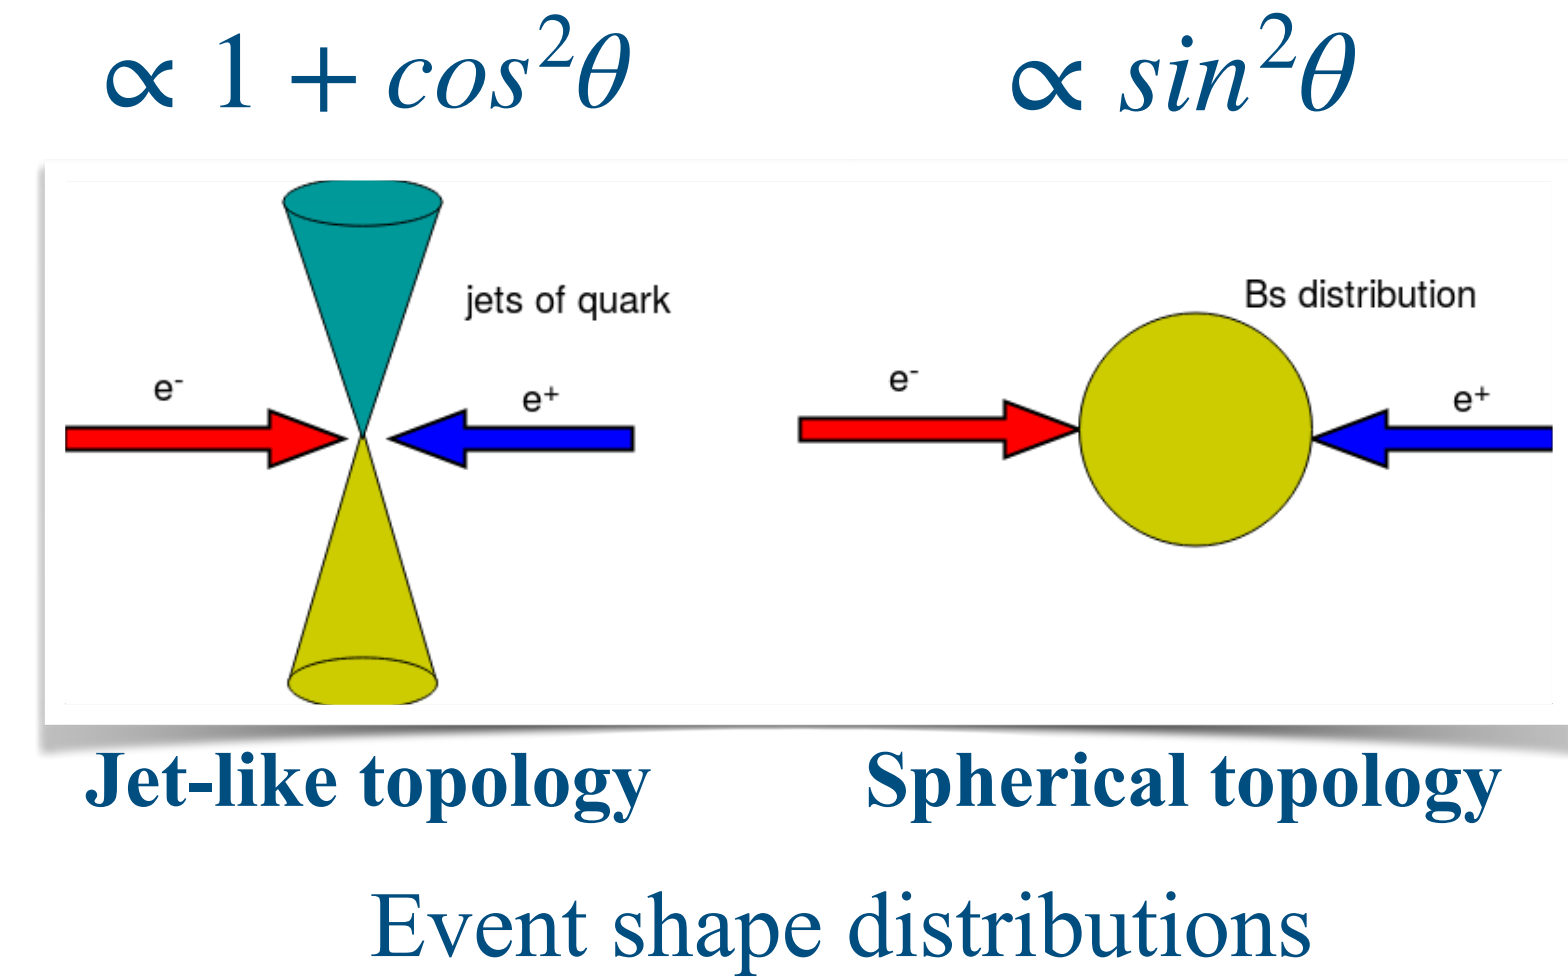 ∝ 1 + cos²θ
∝ sin²θ
jets of quark
Bs distribution
e⁻
e⁺
e⁻
e⁺
Jet-like topology
Spherical topology
Event shape distributions